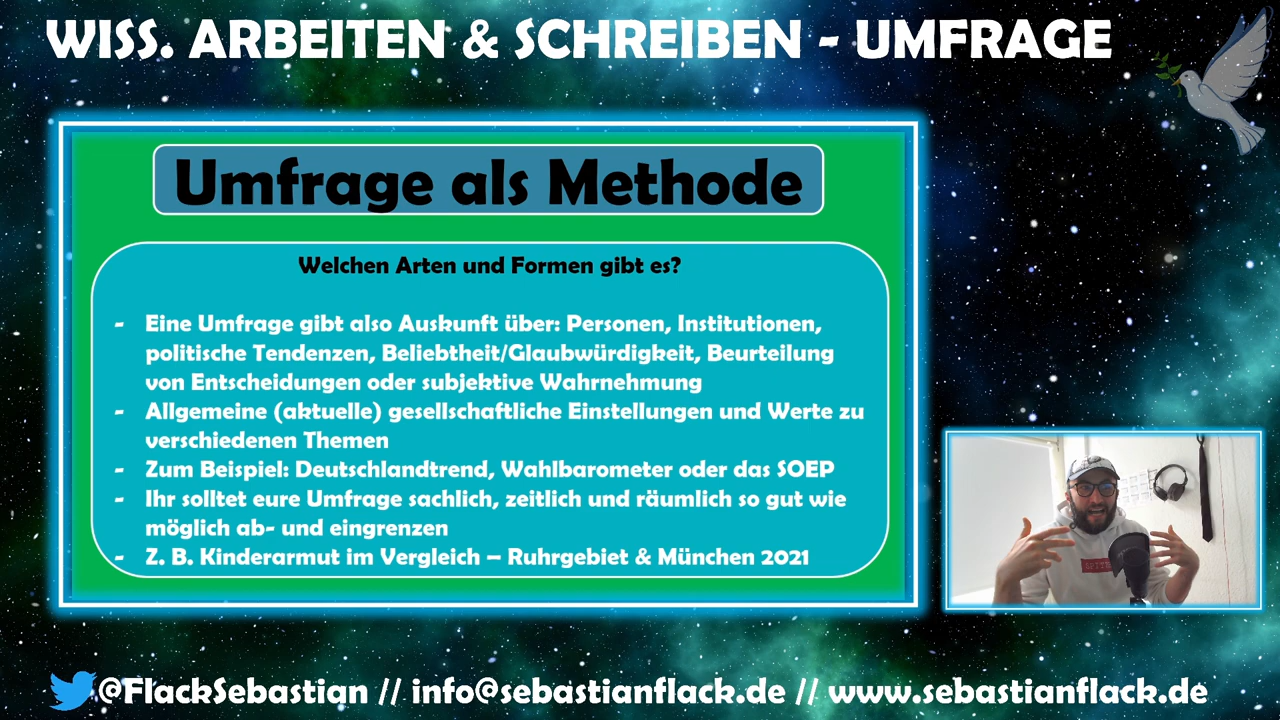 WISS. ARBEITEN & SCHREIBEN - UMFRAGE
Umfrage als Methode
Welchen Arten und Formen gibt es?
- Eine Umfrage gibt also Auskunft über: Personen, Institutionen,
politische Tendenzen, Beliebtheit/Glaubwürdigkeit, Beurteilung
von Entscheidungen oder subjektive Wahrnehmung
- Allgemeine (aktuelle) gesellschaftliche Einstellungen und Werte zu
verschiedenen Themen
- Zum Beispiel: Deutschlandtrend, Wahlbarometer oder das SOEP
- Ihr solltet eure Umfrage sachlich, zeitlich und räumlich so gut wie
möglich ab- und eingrenzen
- Z. B. Kinderarmut im Vergleich – Ruhrgebiet & München 2021
@FlackSebastian // info@sebastianflack.de // www.sebastianflack.de